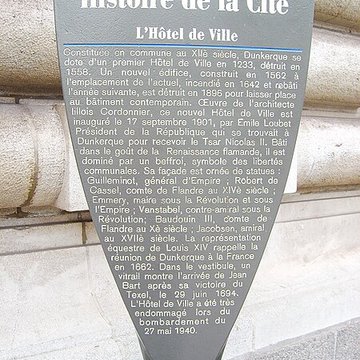 Histoire de la Cité
L'Hôtel de Ville
Constituée en commune au XIIè siècle, Dunkerque se
dote d'un premier Hôtel de Ville en 1233, détruit en
1558. Un nouvel édifice, construit en 1562 à
l'emplacement de l'actuel, incendié en 1642 et rebâti
l'année suivante, est détruit en 1896 pour laisser place
au bâtiment contemporain. Œuvre de l'architecte
lillois Cordonnier, ce nouvel Hôtel de Ville est
inauguré le 17 septembre 1901, par Emile Loubet
Président de la République qui se trouvait à
Dunkerque pour recevoir le Tsar Nicolas II. Bâti
dans le goût de la Renaissance flamande, il est
dominé par un beffroi, symbole des libertés
communales. Sa façade est ornée de statues :
Guilleminot, général d'Empire ; Robert de
Cassel, comte de Flandre au XIVè siècle ;
Emmery, maire sous la Révolution et sous
l'Empire ; Vanstabel, contre-amiral sous la
Révolution; Baudouin III, comte de
Flandre au Xè siècle ; Jacobsen, amiral
au XVIIè siècle. La représentation
équestre de Louis XIV rappelle la
réunion de Dunkerque à la France
en 1662. Dans le vestibule, un
vitrail montre l'arrivée de Jean
Bart après sa victoire du
Texel, le 29 juin 1694.
L'Hôtel de Ville a été très
endommagé lors du
bombardement du
27 mai 1940.